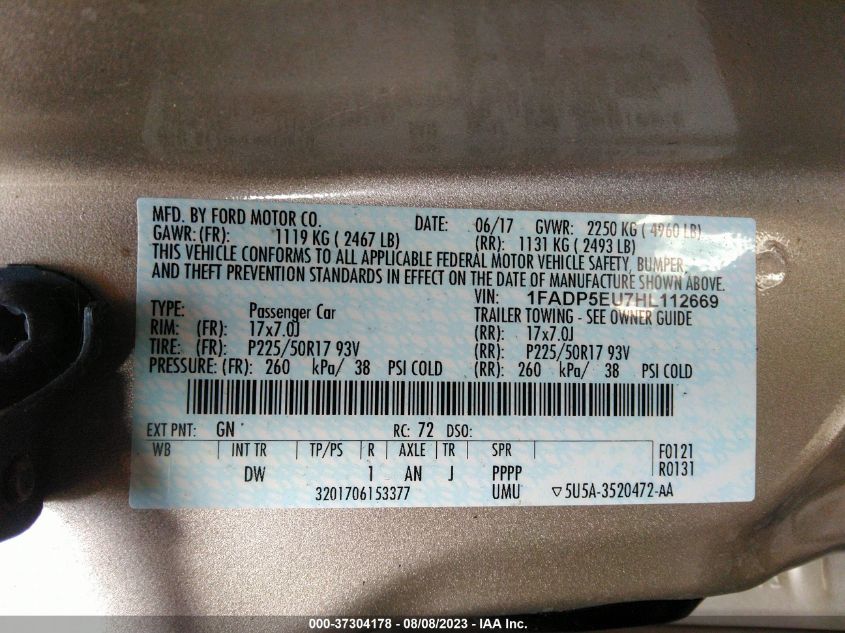 MFD. BY FORD MOTOR CO. DATE: 06/17 GVWR: 2250 KG ( 4960 LB)
GAWR: (FR): 1119 KG ( 2467 LB) (RR): 1131 KG ( 2493 LB)
THIS VEHICLE CONFORMS TO ALL APPLICABLE FEDERAL MOTOR VEHICLE SAFETY, BUMPER,
AND THEFT PREVENTION STANDARDS IN EFFECT ON THE DATE OF MANUFACTURE SHOWN ABOVE.
VIN: 1FADP5EU7HL112669
TYPE: Passenger Car TRAILER TOWING - SEE OWNER GUIDE
RIM: (FR): 17x7.0J (RR): 17x7.0J
TIRE: (FR): P225/50R17 93V (RR): P225/50R17 93V
PRESSURE: (FR): 260 kPa/ 38 PSI COLD (RR): 260 kPa/ 38 PSI COLD
EXT PNT: GN RC: 72 DSO:
WB INT TR TP/PS R AXLE TR SPR F0121
DW 1 AN J PPPP R0131
3201706153377 UMU ▽5U5A-3520472-AA
000-37304178 - 08/08/2023 - IAA Inc.